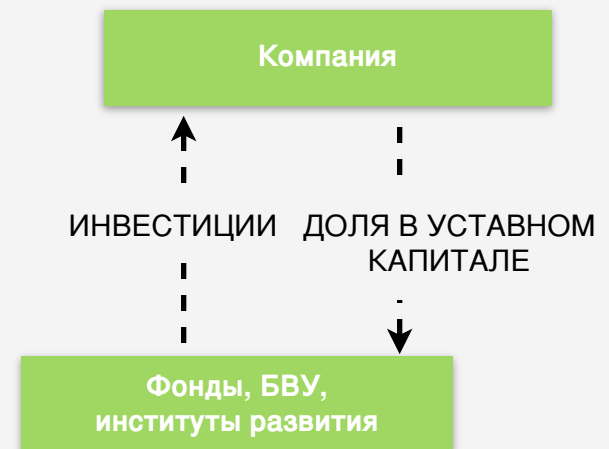 Компания
ИНВЕСТИЦИИ
ДОЛЯ В УСТАВНОМ
КАПИТАЛЕ
Фонды, БВУ,
институты развития